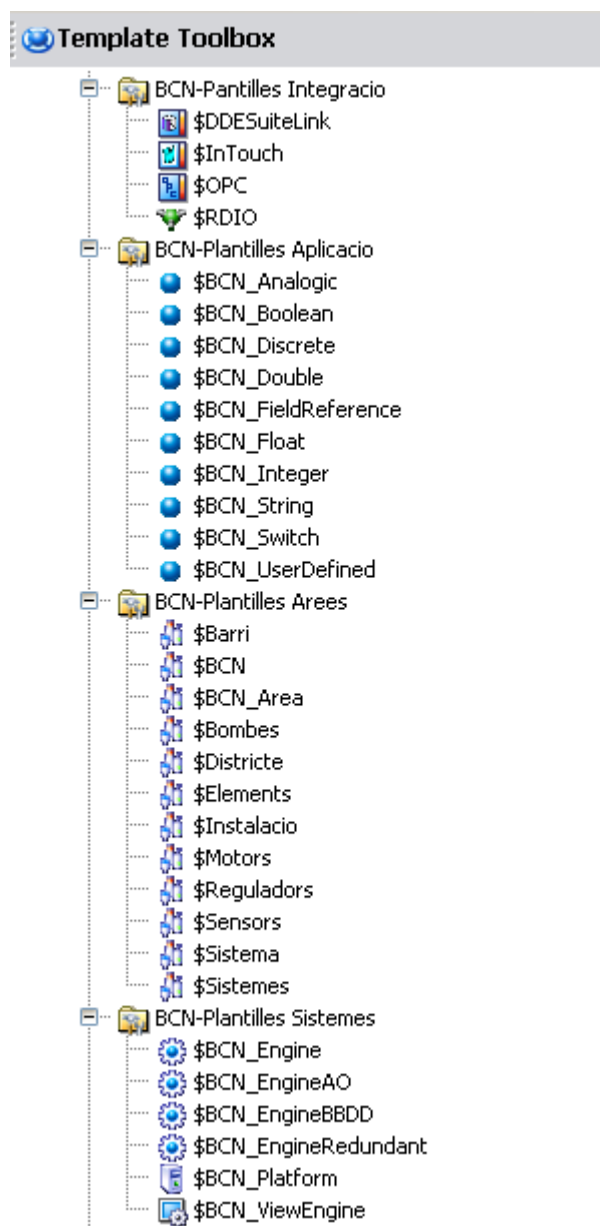 Template Toolbox
BCN-Pantilles Integracio
$DDESuiteLink
$InTouch
$OPC
$RDIO
BCN-Plantilles Aplicacio
$BCN_Analogic
$BCN_Boolean
$BCN_Discrete
$BCN_Double
$BCN_FieldReference
$BCN_Float
$BCN_Integer
$BCN_String
$BCN_Switch
$BCN_UserDefined
BCN-Plantilles Arees
$Barri
$BCN
$BCN_Area
$Bombes
$Districte
$Elements
$Instalacio
$Motors
$Reguladors
$Sensors
$Sistema
$Sistemes
BCN-Plantilles Sistemes
$BCN_Engine
$BCN_EngineAO
$BCN_EngineBBDD
$BCN_EngineRedundant
$BCN_Platform
$BCN_ViewEngine